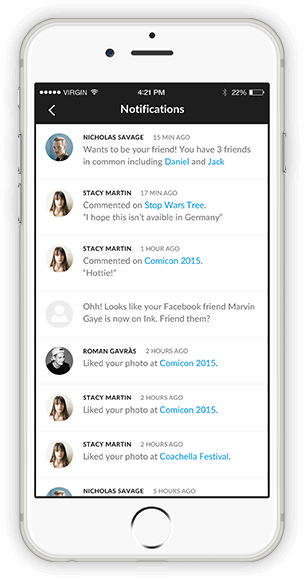 VIRGIN 4:21 PM 22%
Notifications
NICHOLAS SAVAGE 15 MIN AGO
Wants to be your friend! You have 3 friends
in common including Daniel and Jack
STACY MARTIN 17 MIN AGO
Commented on Stop Wars Tree.
“I hope this isn’t avaible in Germany”
STACY MARTIN 1 HOUR AGO
Commented on Comicon 2015.
“Hottie!”
Ohh! Looks like your Facebook friend Marvin
Gaye is now on Ink. Friend them?
ROMAN GAVRÀS 2 HOURS AGO
Liked your photo at Comicon 2015.
STACY MARTIN 2 HOURS AGO
Liked your photo at Comicon 2015.
STACY MARTIN 2 HOURS AGO
Liked your photo at Coachella Festival.
NICHOLAS SAVAGE 5 HOURS AGO